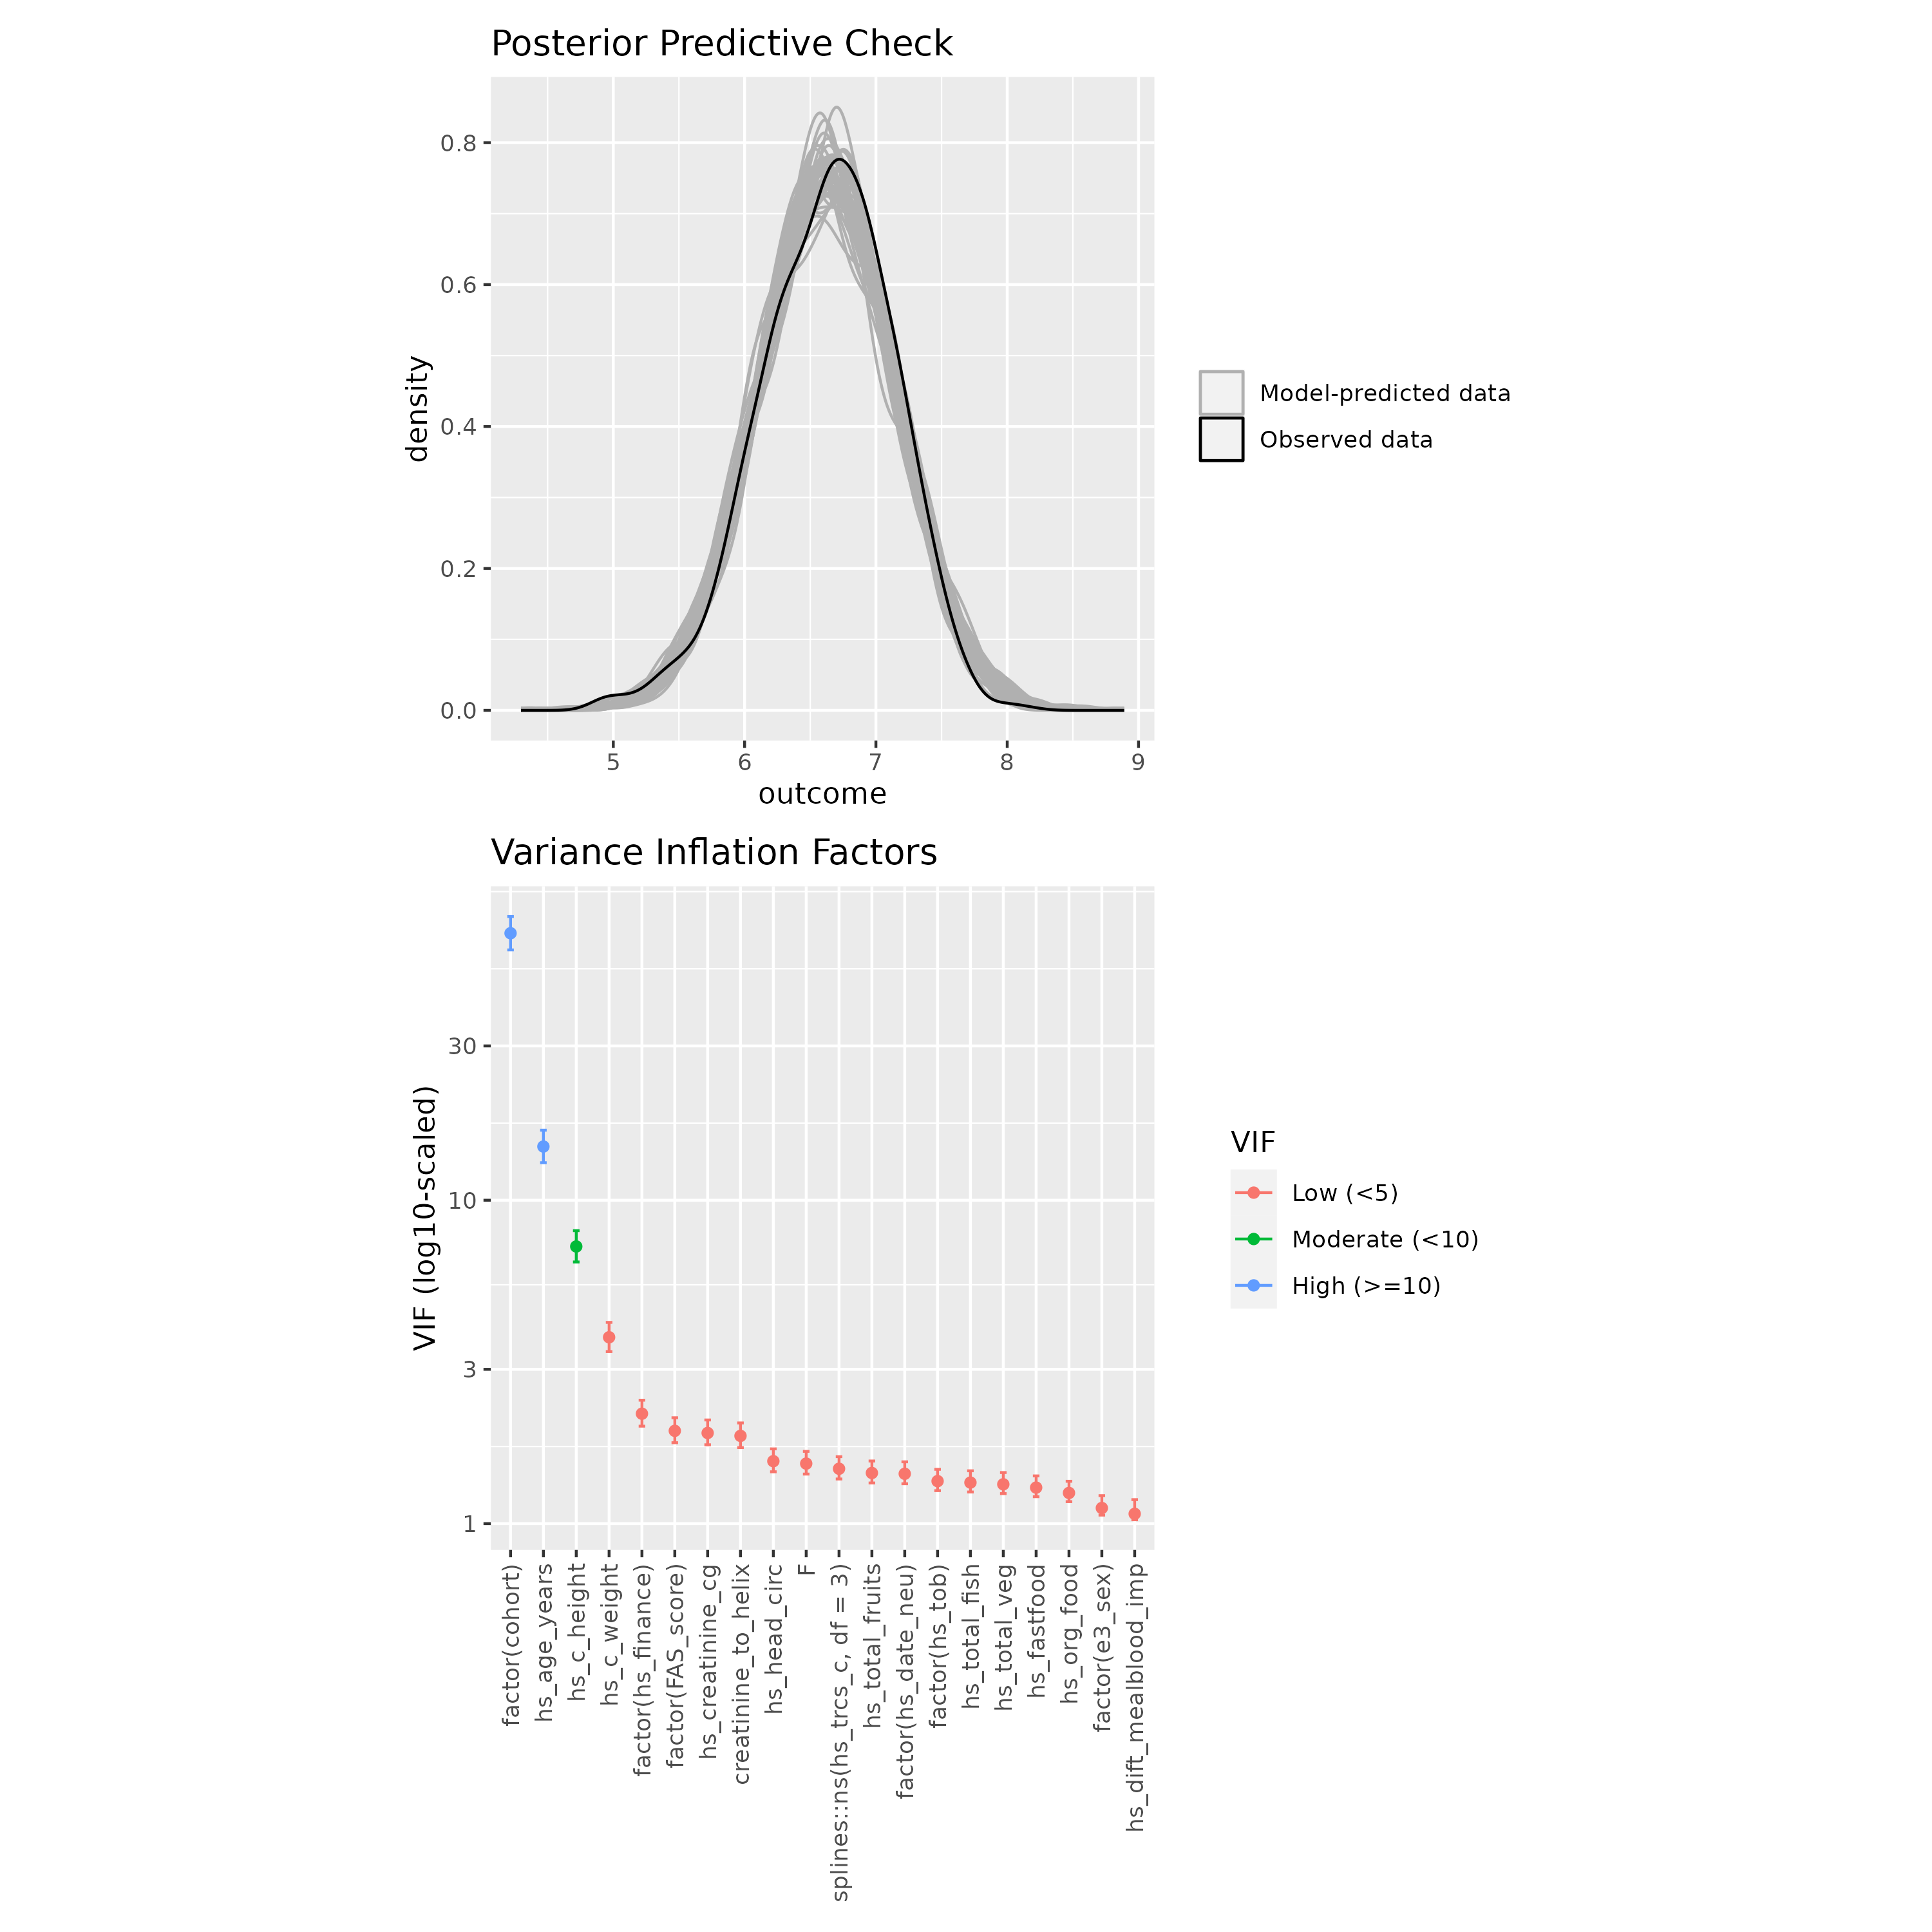 Posterior Predictive Check
density
0.8
0.6
0.4
0.2
0.0
5 6 7 8 9
outcome
Model-predicted data
Observed data
Variance Inflation Factors
VIF (log10-scaled)
30
10
3
1
factor(cohort)
hs_age_years
hs_c_height
hs_c_weight
factor(hs_finance)
factor(FAS_score)
hs_creatinine_cg
creatinine_to_helix
hs_head_circ
F
splines::ns(hs_trcs_c, df = 3)
hs_total_fruits
factor(hs_date_neu)
factor(hs_tob)
hs_total_fish
hs_total_veg
hs_fastfood
hs_org_food
factor(e3_sex)
hs_dift_mealblood_imp
VIF
Low (<5)
Moderate (<10)
High (>=10)